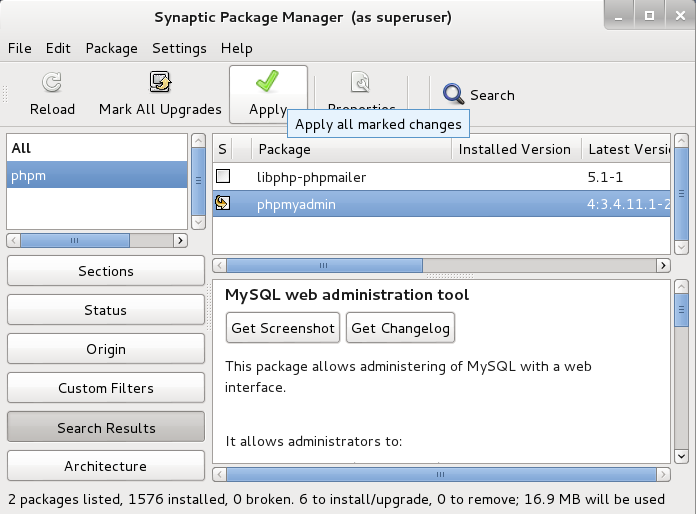 Synaptic Package Manager (as superuser)
File Edit Package Settings Help
Reload Mark All Upgrades Apply Properties Search
Apply all marked changes
All
phpm
S Package Installed Version Latest Versi
libphp-phpmailer 5.1-1
phpmyadmin 4:3.4.11.1-2
Sections
Status
Origin
Custom Filters
Search Results
Architecture
MySQL web administration tool
Get Screenshot Get Changelog
This package allows administering of MySQL with a web
interface.
It allows administrators to:
2 packages listed, 1576 installed, 0 broken. 6 to install/upgrade, 0 to remove; 16.9 MB will be used